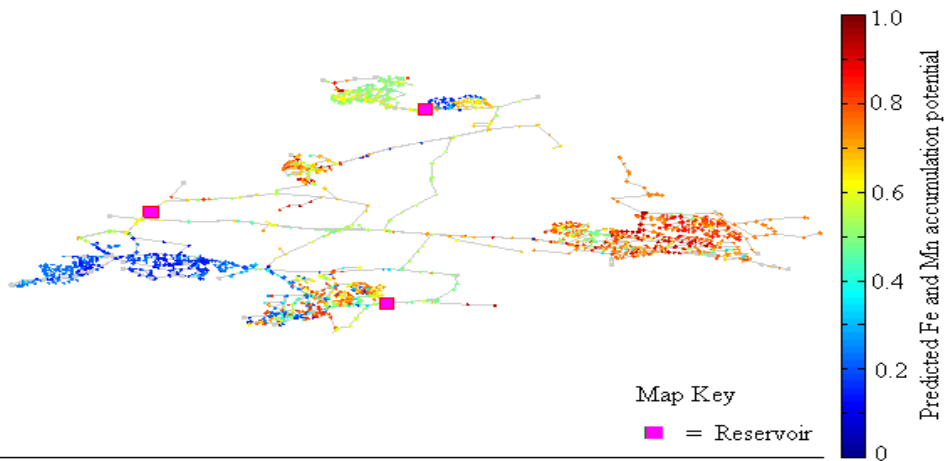 1.0
0.8
0.6
0.4
0.2
0
Predicted Fe and Mn accumulation potential
Map Key
= Reservoir